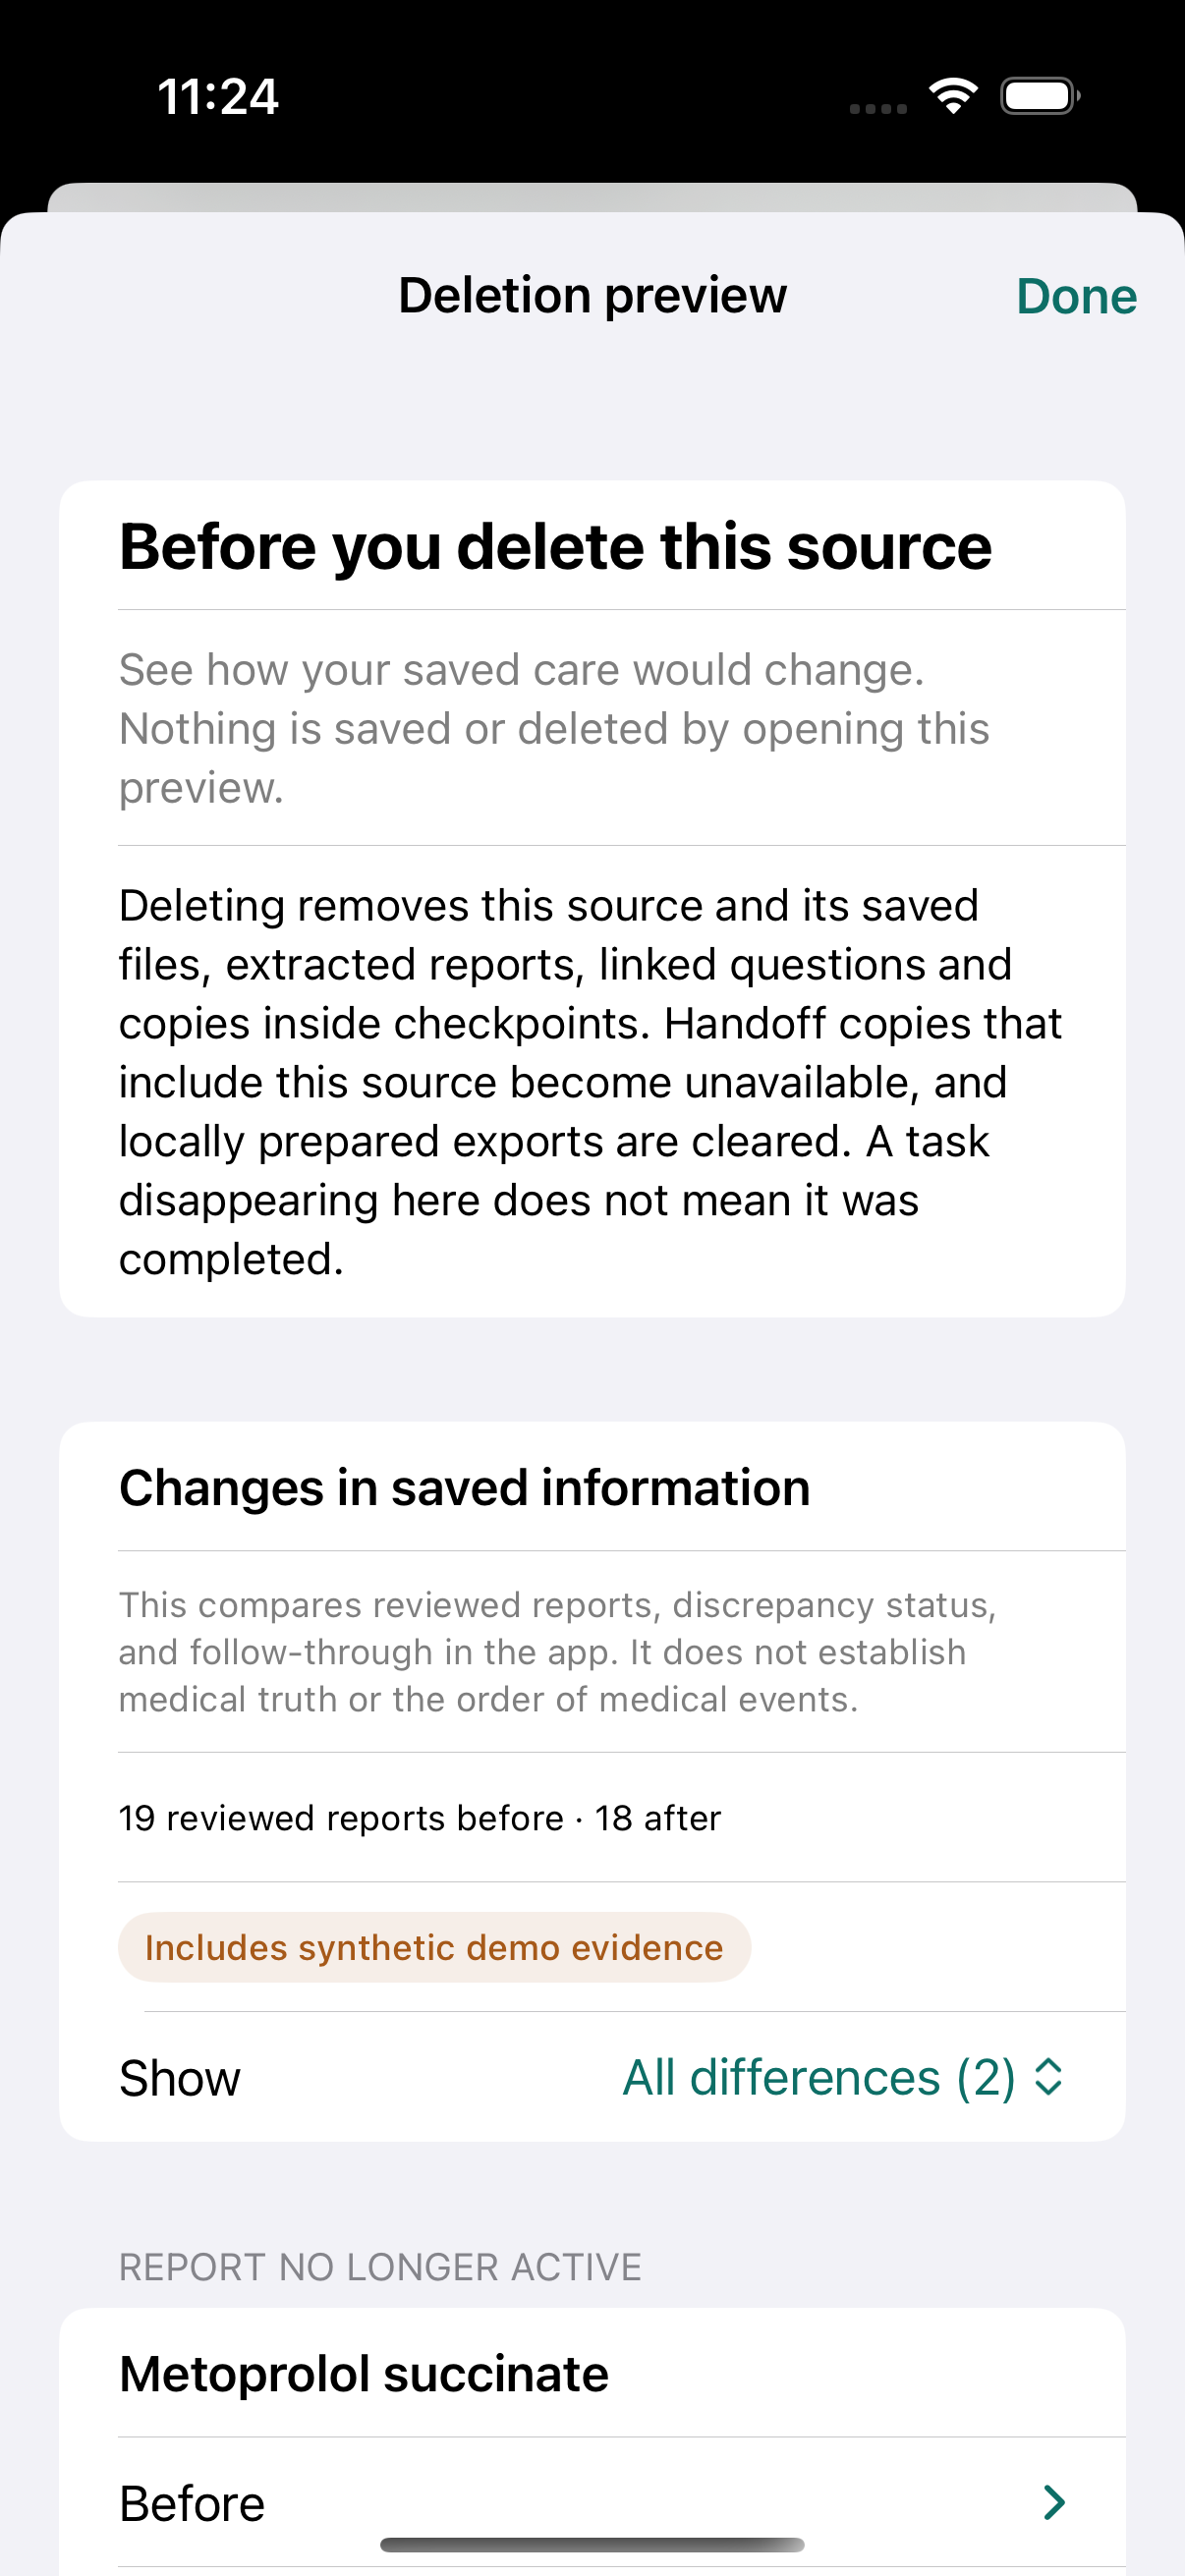 11:24
Deletion preview
Done
Before you delete this source
See how your saved care would change.
Nothing is saved or deleted by opening this
preview.
Deleting removes this source and its saved
files, extracted reports, linked questions and
copies inside checkpoints. Handoff copies that
include this source become unavailable, and
locally prepared exports are cleared. A task
disappearing here does not mean it was
completed.
Changes in saved information
This compares reviewed reports, discrepancy status,
and follow-through in the app. It does not establish
medical truth or the order of medical events.
19 reviewed reports before · 18 after
Includes synthetic demo evidence
Show
All differences (2)
REPORT NO LONGER ACTIVE
Metoprolol succinate
Before